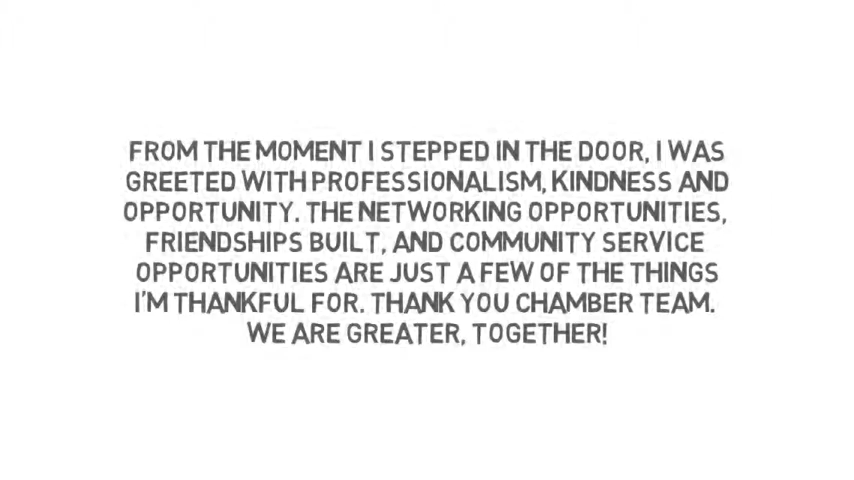 FROM THE MOMENT I STEPPED IN THE DOOR, I WAS
GREETED WITH PROFESSIONALISM, KINDNESS AND
OPPORTUNITY. THE NETWORKING OPPORTUNITIES,
FRIENDSHIPS BUILT, AND COMMUNITY SERVICE
OPPORTUNITIES ARE JUST A FEW OF THE THINGS
I'M THANKFUL FOR. THANK YOU CHAMBER TEAM.
WE ARE GREATER, TOGETHER!